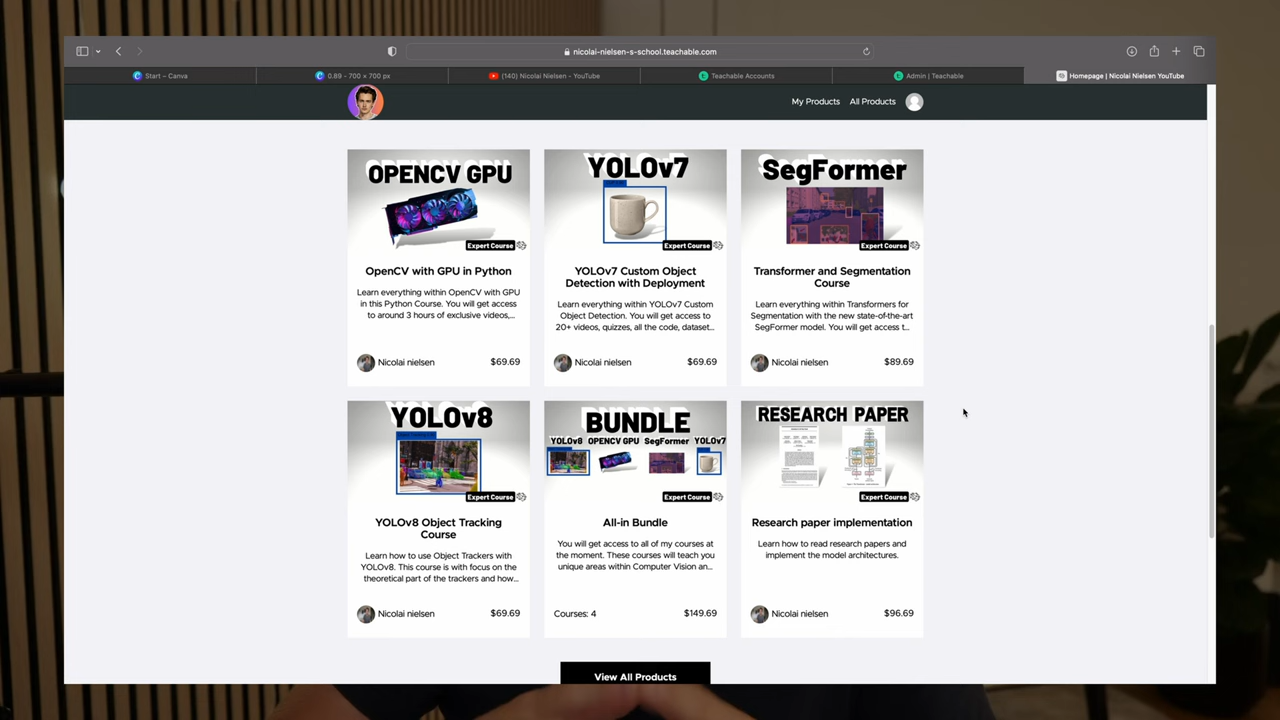 nicolai-nielsen-s-school.teachable.com
Start – Canva
0.89 - 700 × 700 px
(140) Nicolai Nielsen - YouTube
Teachable Accounts
Admin | Teachable
Homepage | Nicolai Nielsen YouTube
My Products
All Products
OPENCV GPU
Expert Course
OpenCV with GPU in Python
Learn everything within OpenCV with GPU
in this Python Course. You will get access
to around 3 hours of exclusive videos,...
Nicolai nielsen
$69.69
YOLOv7
Expert Course
YOLOv7 Custom Object
Detection with Deployment
Learn everything within YOLOv7 Custom
Object Detection. You will get access to
20+ videos, quizzes, all the code, dataset...
Nicolai nielsen
$69.69
SegFormer
Expert Course
Transformer and Segmentation
Course
Learn everything within Transformers for
Segmentation with the new state-of-the-art
SegFormer model. You will get access t...
Nicolai nielsen
$89.69
YOLOv8
Expert Course
YOLOv8 Object Tracking
Course
Learn how to use Object Trackers with
YOLOv8. This course is with focus on the
theoretical part of the trackers and how...
Nicolai nielsen
$69.69
BUNDLE
YOLOv8 OPENCV GPU SegFormer YOLOv7
Expert Course
All-in Bundle
You will get access to all of my courses at
the moment. These courses will teach you
unique areas within Computer Vision an...
Courses: 4
$149.69
RESEARCH PAPER
Expert Course
Research paper implementation
Learn how to read research papers and
implement the model architectures.
Nicolai nielsen
$96.69
View All Products